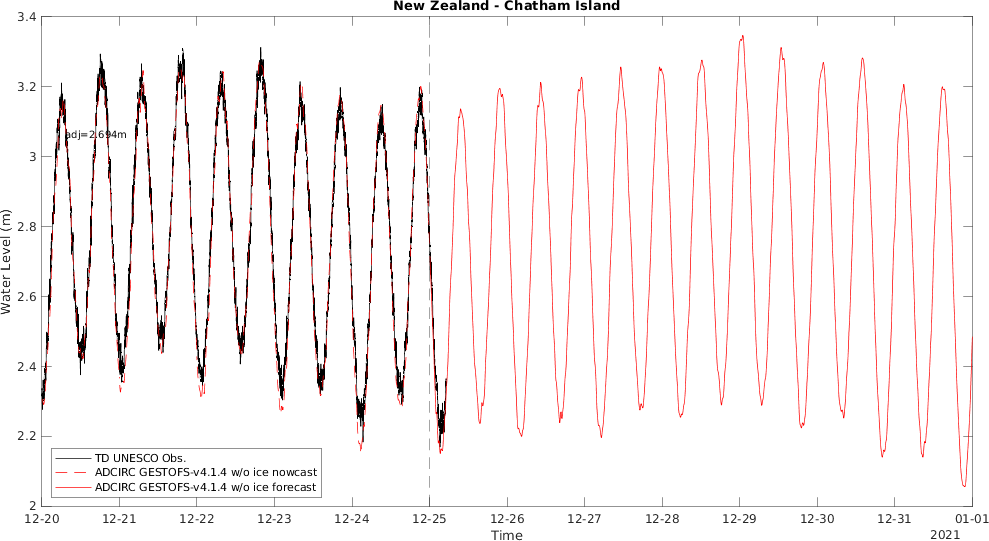 New Zealand - Chatham Island
3.4
3.2
3
2.8
2.6
2.4
2.2
2
Water Level (m)
adj=2.694m
TD UNESCO Obs.
ADCIRC GESTOFS-v4.1.4 w/o ice nowcast
ADCIRC GESTOFS-v4.1.4 w/o ice forecast
12-20 12-21 12-22 12-23 12-24 12-25 12-26 12-27 12-28 12-29 12-30 12-31 01-01
Time
2021